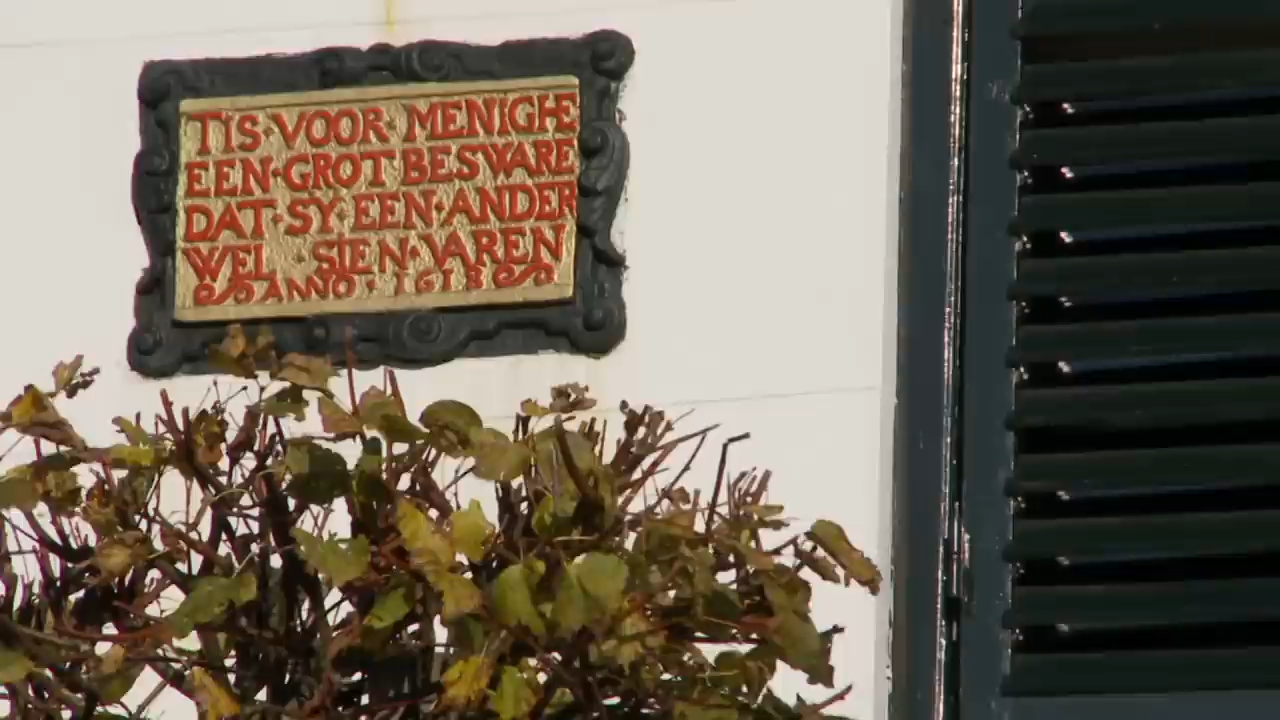 TIS·VOOR·MENIGHE
EEN·GROT BESWARE
DAT·SY·EEN·ANDER
WEL·SIEN·VAREN
ANNO·1618